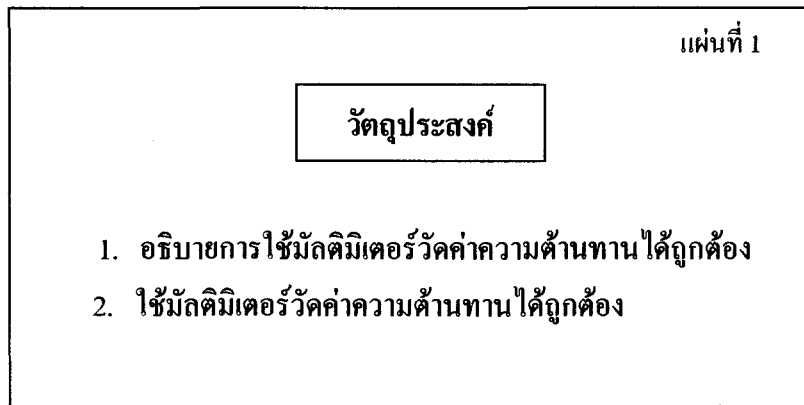 แผ่นที่ 1
วัตถุประสงค์
1. อธิบายการใช้มัลติมิเตอร์วัดค่าความต้านทานได้ถูกต้อง
2. ใช้มัลติมิเตอร์วัดค่าความต้านทานได้ถูกต้อง